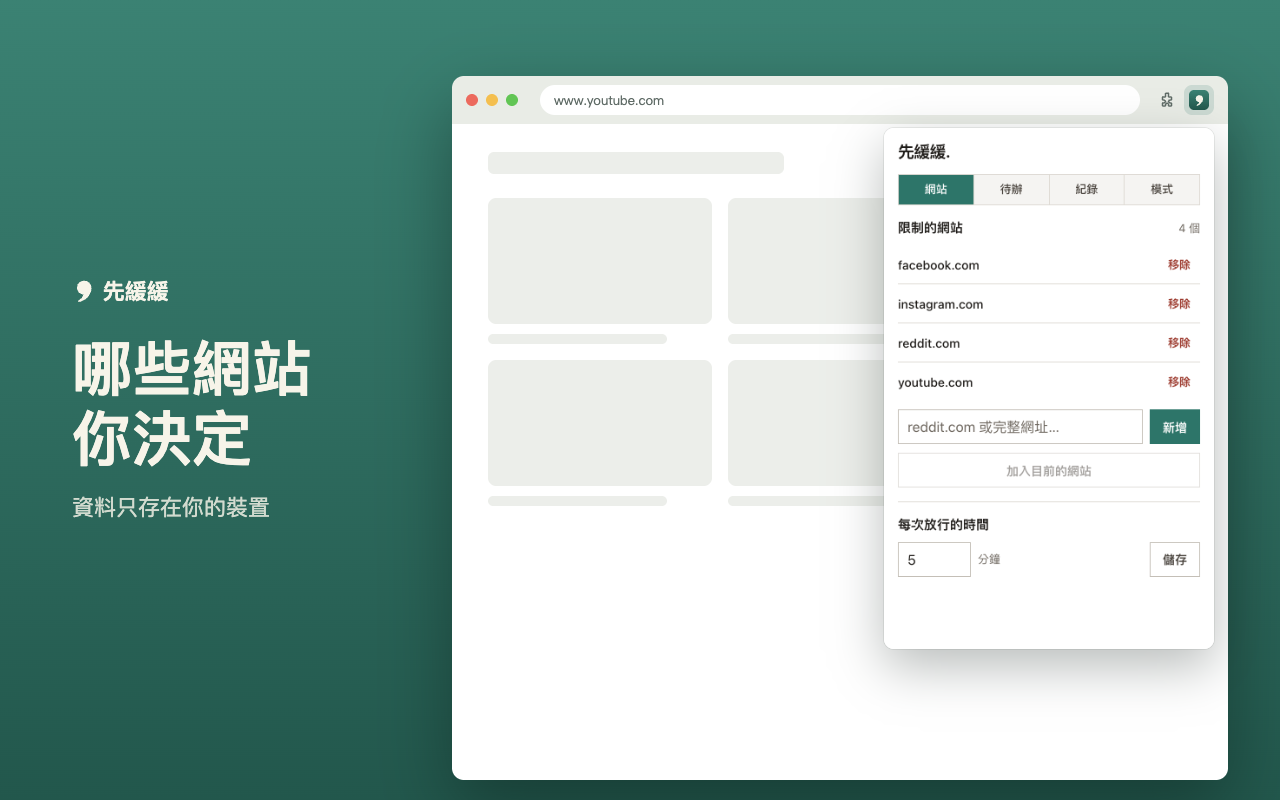 先緩緩
哪些網站
你決定
資料只存在你的裝置
www.youtube.com
先緩緩.
網站 待辦 紀錄 模式
限制的網站 4 個
facebook.com 移除
instagram.com 移除
reddit.com 移除
youtube.com 移除
reddit.com 或完整網址... 新增
加入目前的網站
每次放行的時間
5 分鐘 儲存